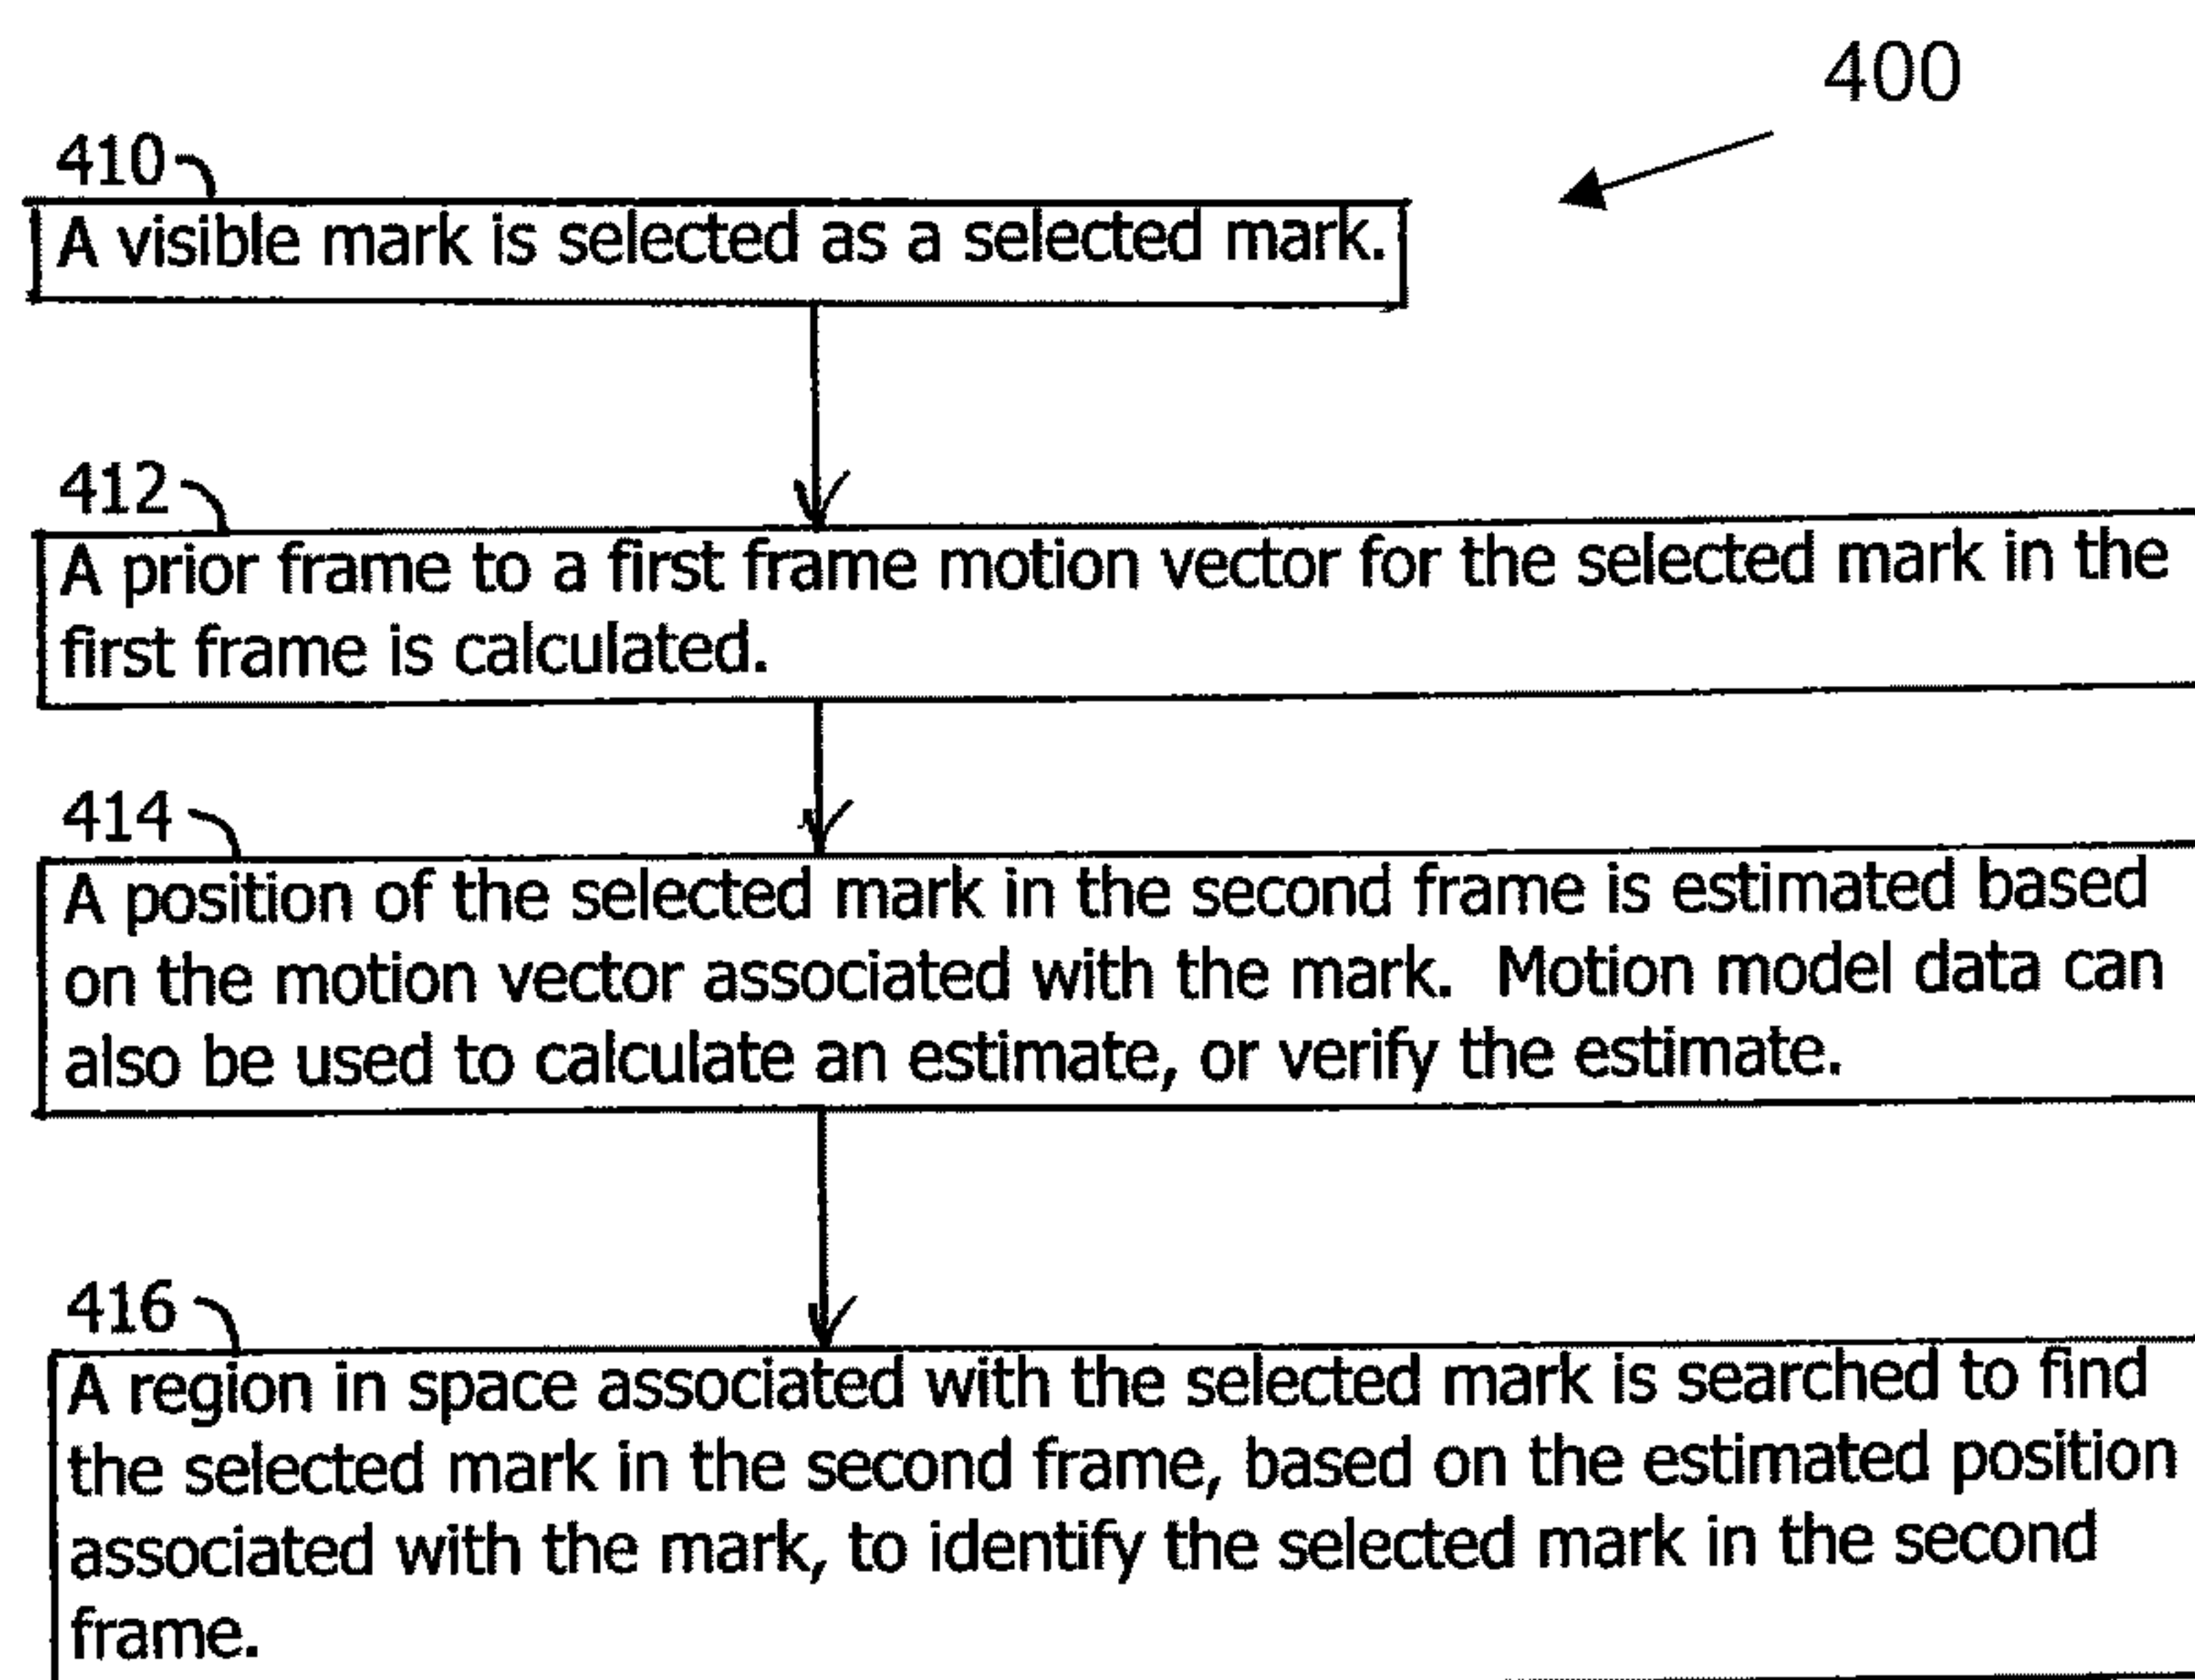 400
410
A visible mark is selected as a selected mark.
412
A prior frame to a first frame motion vector for the selected mark in the
first frame is calculated.
414
A position of the selected mark in the second frame is estimated based
on the motion vector associated with the mark. Motion model data can
also be used to calculate an estimate, or verify the estimate.
416
A region in space associated with the selected mark is searched to find
the selected mark in the second frame, based on the estimated position
associated with the mark, to identify the selected mark in the second
frame.